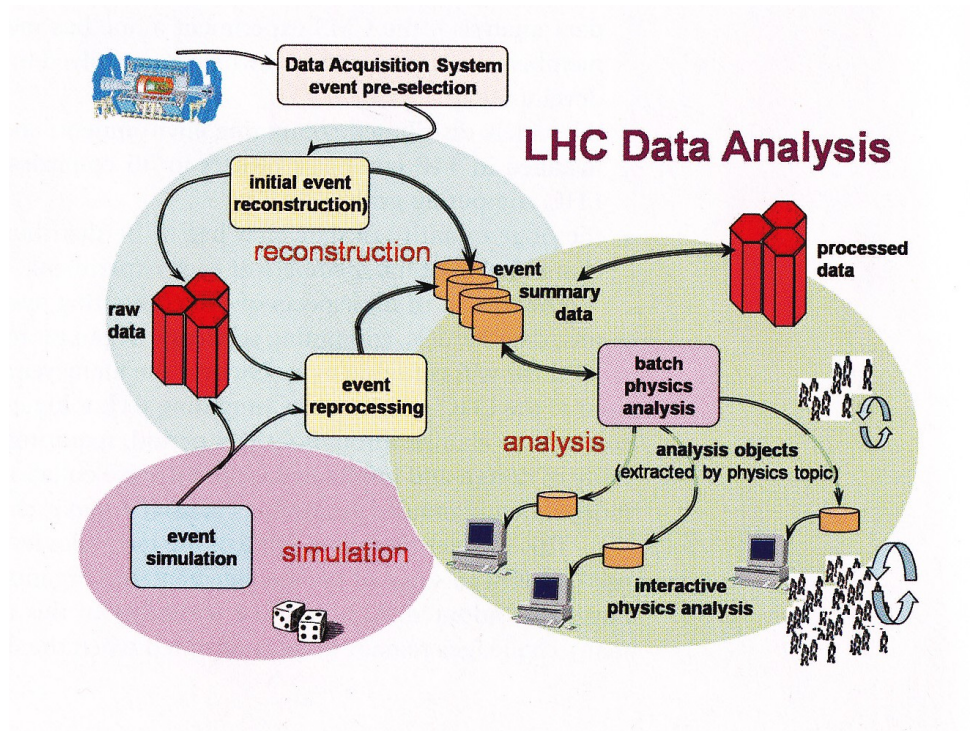 Data Acquisition System
event pre-selection
LHC Data Analysis
initial event
reconstruction)
reconstruction
processed
data
event
summary
data
raw
data
batch
physics
analysis
event
reprocessing
analysis
analysis objects
(extracted by physics topic)
event
simulation
simulation
interactive
physics analysis